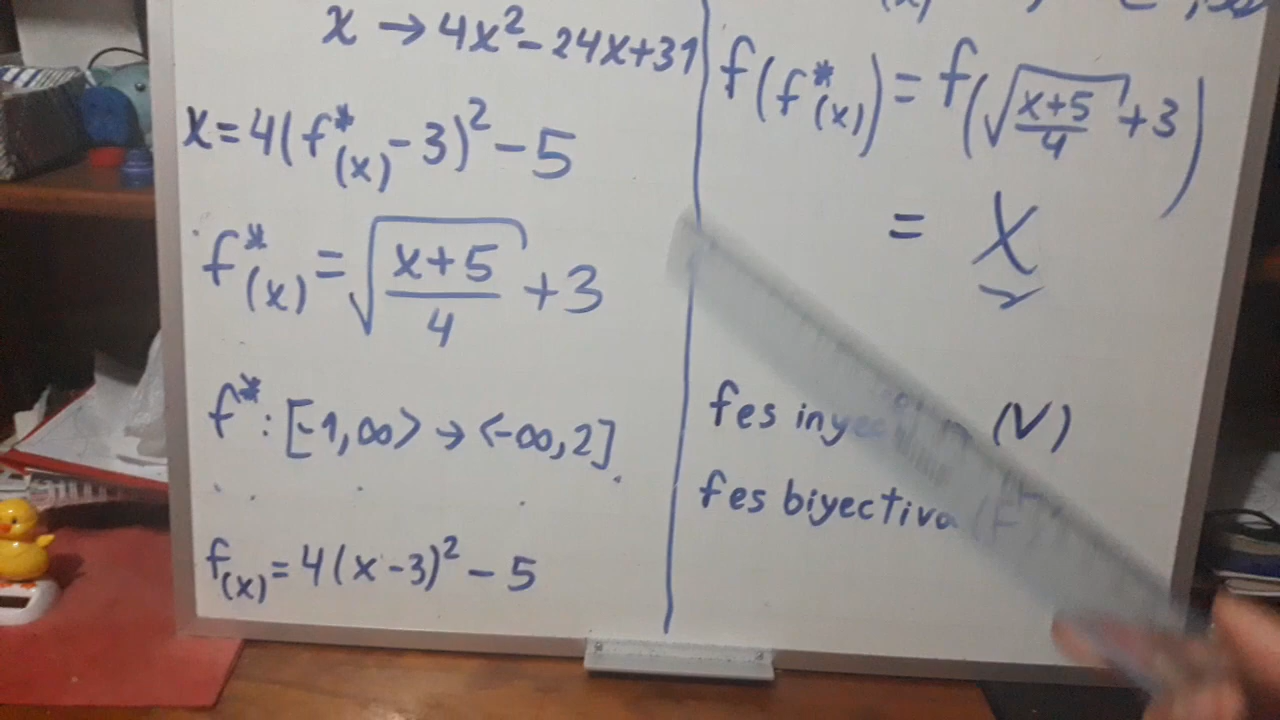 x → 4x² - 24x + 31
x = 4(f*(x) - 3)² - 5
f*(x) = √((x+5)/4) + 3
f* : [-1, ∞> → <-∞, 2]
f(x) = 4(x - 3)² - 5
f(f*(x)) = f(√((x+5)/4) + 3)
= X
f es (V)
f es biyectiva (F)